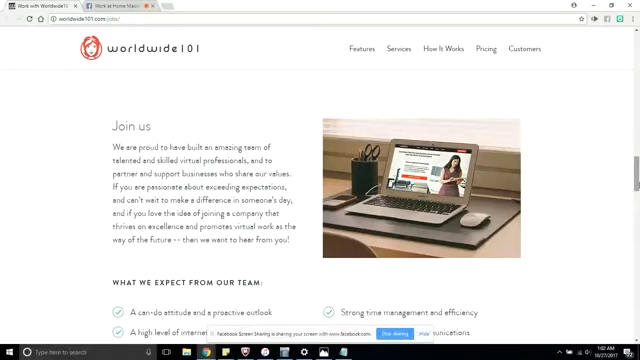 Work with Worldwide10
Work at Home Mast
worldwide101.com/jobs/
worldwide101
Features
Services
How It Works
Pricing
Customers
Join us
We are proud to have built an amazing team of
talented and skilled virtual professionals, and to
partner and support businesses who share our values.
If you are passionate about exceeding expectations,
and can't wait to make a difference in someone's day,
and if you love the idea of joining a company that
thrives on excellence and promotes virtual work as the
way of the future -- then we want to hear from you!
WHAT WE EXPECT FROM OUR TEAM:
A can-do attitude and a proactive outlook
Strong time management and efficiency
A high level of
Facebook Screen Sharing is sharing your screen with www.facebook.com.
Stop sharing
Hide
Type here to search
1:02 AM
10/27/2017